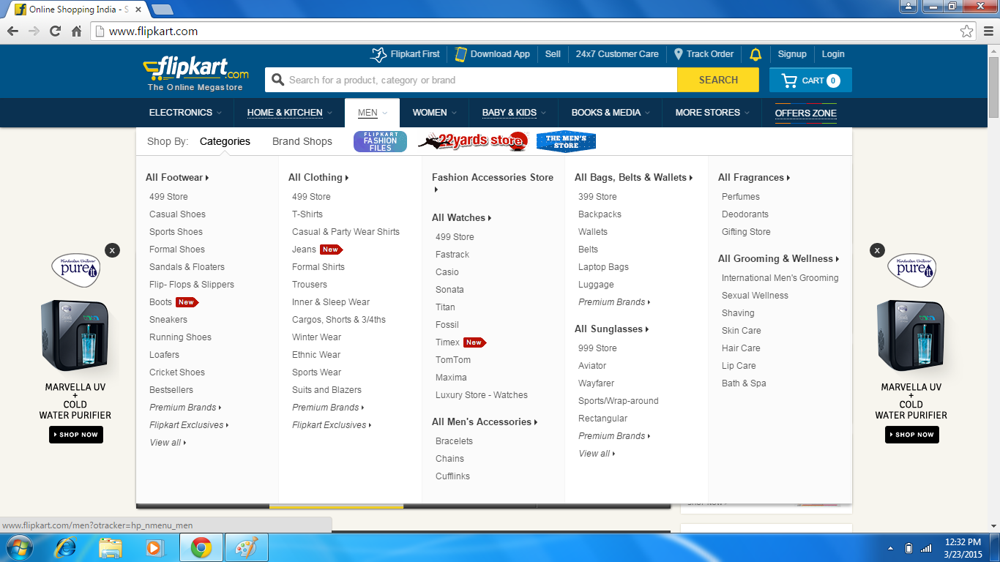 Online Shopping India - S
www.flipkart.com
Flipkart First
Download App
Sell
24x7 Customer Care
Track Order
Signup
Login
flipkart.com
The Online Megastore
Search for a product, category or brand
SEARCH
CART 0
ELECTRONICS
HOME & KITCHEN
MEN
WOMEN
BABY & KIDS
BOOKS & MEDIA
MORE STORES
OFFERS ZONE
Shop By:
Categories
Brand Shops
FLIPKART
FASHION
FILES
22yards store
THE MEN'S
STORE
All Footwear
499 Store
Casual Shoes
Sports Shoes
Formal Shoes
Sandals & Floaters
Flip- Flops & Slippers
Boots New
Sneakers
Running Shoes
Loafers
Cricket Shoes
Bestsellers
Premium Brands
Flipkart Exclusives
View all
All Clothing
499 Store
T-Shirts
Casual & Party Wear Shirts
Jeans New
Formal Shirts
Trousers
Inner & Sleep Wear
Cargos, Shorts & 3/4ths
Winter Wear
Ethnic Wear
Sports Wear
Suits and Blazers
Premium Brands
Flipkart Exclusives
Fashion Accessories Store
All Watches
499 Store
Fastrack
Casio
Sonata
Titan
Fossil
Timex New
TomTom
Maxima
Luxury Store - Watches
All Men's Accessories
Bracelets
Chains
Cufflinks
All Bags, Belts & Wallets
399 Store
Backpacks
Wallets
Belts
Laptop Bags
Luggage
Premium Brands
All Sunglasses
999 Store
Aviator
Wayfarer
Sports/Wrap-around
Rectangular
Premium Brands
View all
All Fragrances
Perfumes
Deodorants
Gifting Store
All Grooming & Wellness
International Men's Grooming
Sexual Wellness
Shaving
Skin Care
Hair Care
Lip Care
Bath & Spa
X
Hindustan Unilever
pureit
MARVELLA UV
+
COLD
WATER PURIFIER
SHOP NOW
X
Hindustan Unilever
pureit
MARVELLA UV
+
COLD
WATER PURIFIER
SHOP NOW
www.flipkart.com/men?otracker=hp_nmenu_men
12:32 PM
3/23/2015